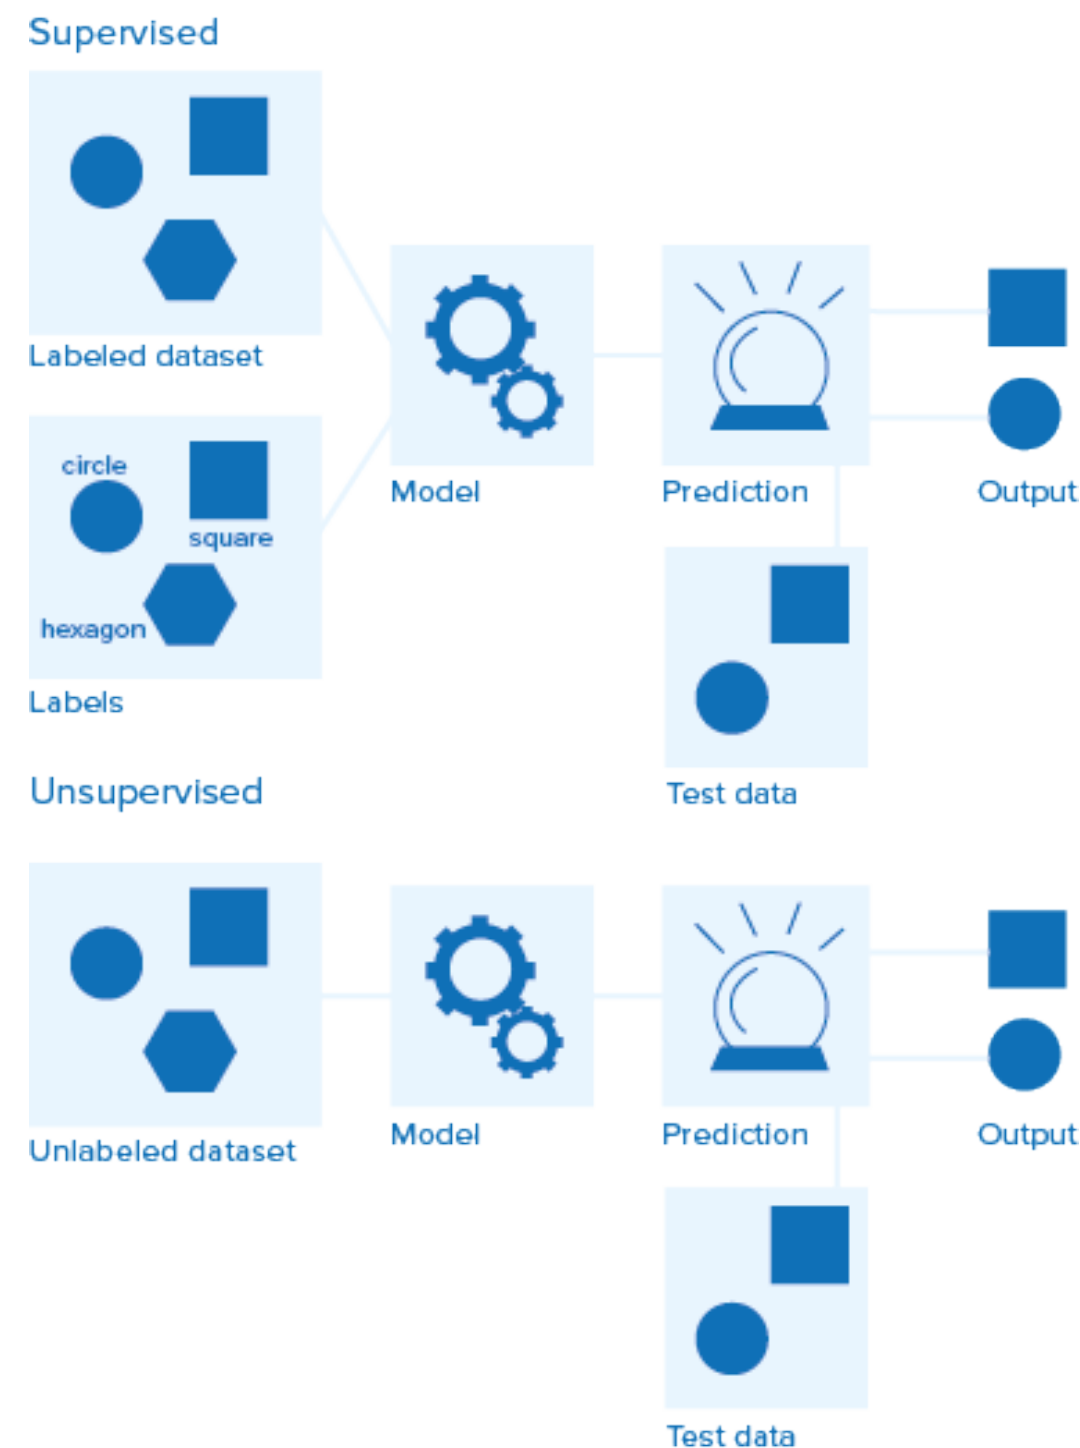 Supervised
Labeled dataset
circle
square
hexagon
Labels
Model
Prediction
Output
Test data
Unsupervised
Unlabeled dataset
Model
Prediction
Output
Test data